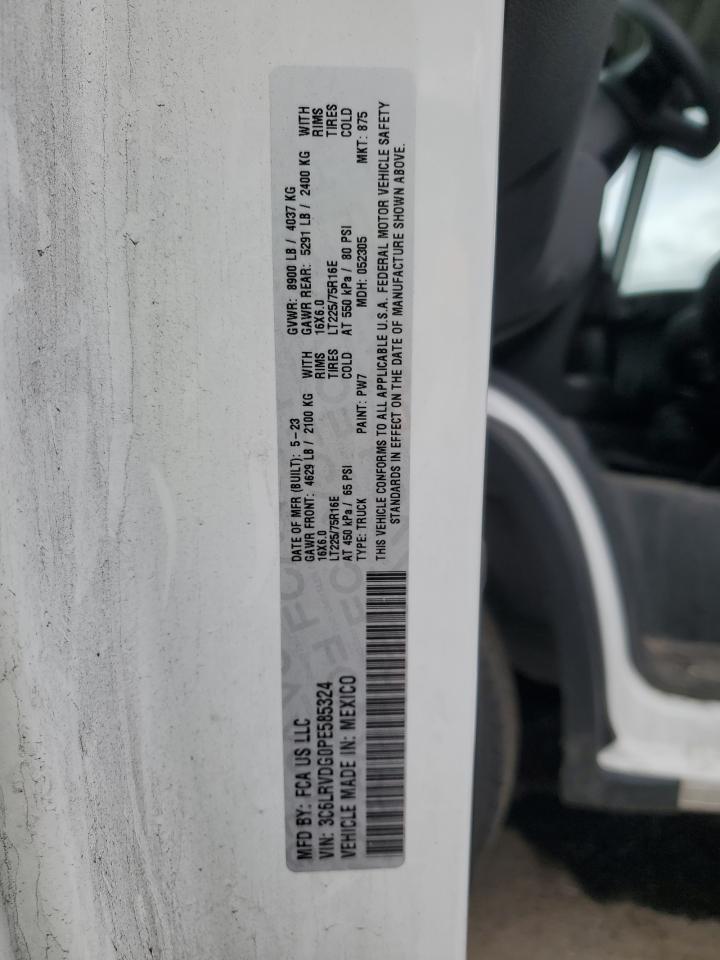 MFD BY: FCA US LLC
VIN: 3C6LRVDG0PE585324
VEHICLE MADE IN: MEXICO
DATE OF MFR (BUILT): 5-23 GVWR: 8900 LB / 4037 KG
GAWR FRONT: 4629 LB / 2100 KG WITH GAWR REAR: 5291 LB / 2400 KG WITH
16X6.0 RIMS 16X6.0 RIMS
LT225/75R16E TIRES LT225/75R16E TIRES
AT 450 kPa / 65 PSI COLD AT 550 kPa / 80 PSI COLD
TYPE: TRUCK PAINT: PW7 MDH: 052305 MKT: 875
THIS VEHICLE CONFORMS TO ALL APPLICABLE U.S.A. FEDERAL MOTOR VEHICLE SAFETY
STANDARDS IN EFFECT ON THE DATE OF MANUFACTURE SHOWN ABOVE.